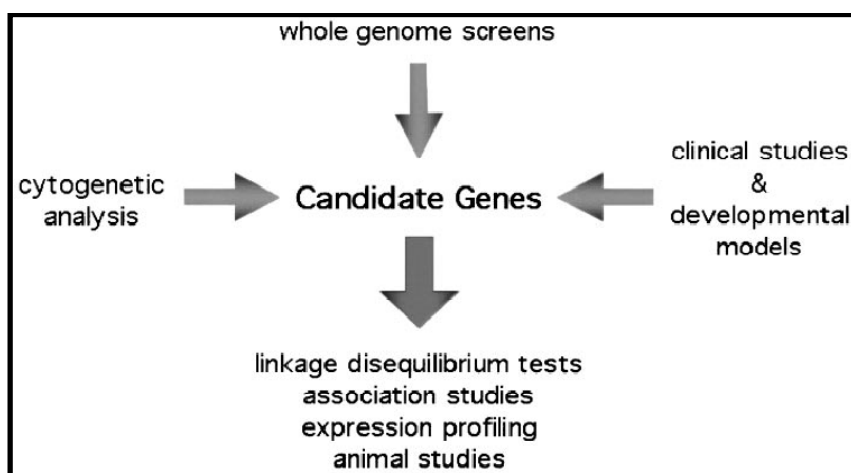 whole genome screens
cytogenetic
analysis
Candidate Genes
clinical studies
&
developmental
models
linkage disequilibrium tests
association studies
expression profiling
animal studies